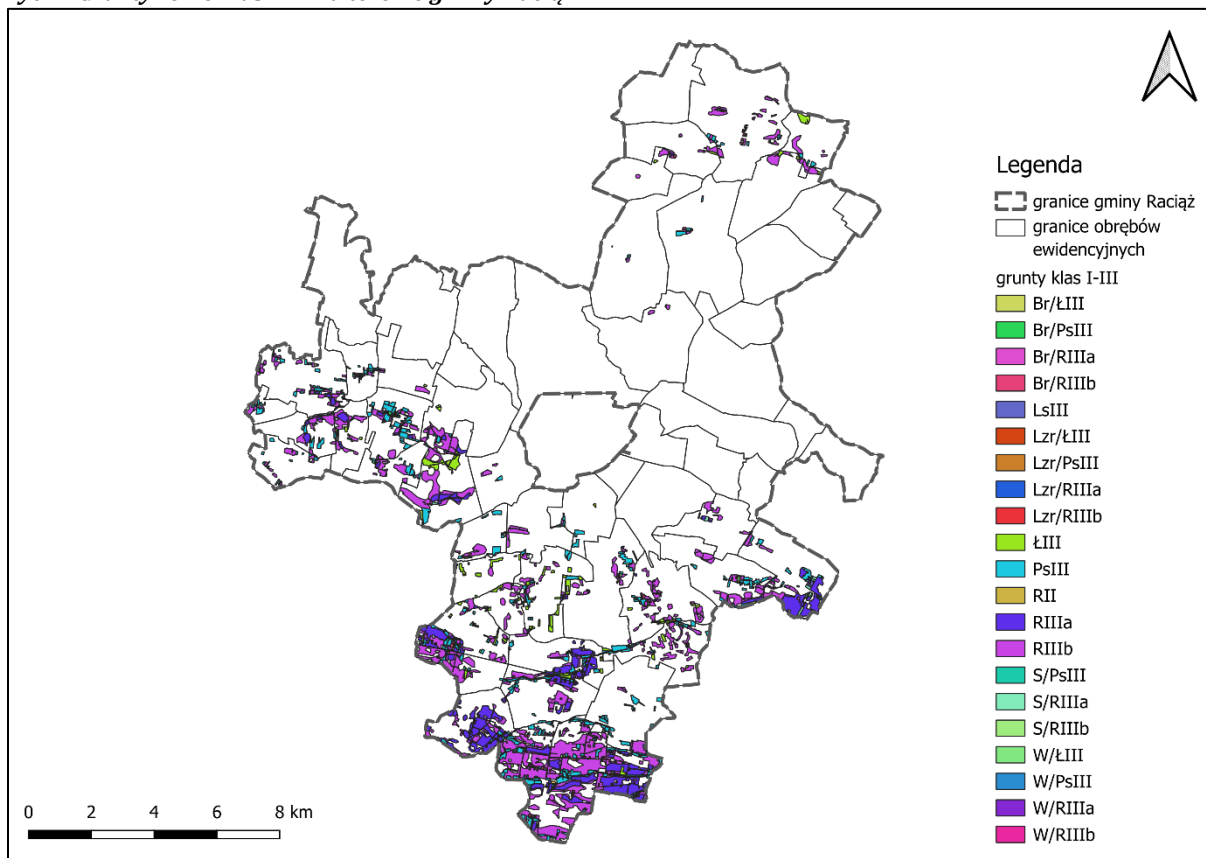 Legenda
granice gminy Raciąż
granice obrębów
ewidencyjnych
grunty klas I-III
Br/ŁIII
Br/PsIII
Br/RIIIa
Br/RIIIb
LsIII
Lzr/ŁIII
Lzr/PsIII
Lzr/RIIIa
Lzr/RIIIb
ŁIII
PsIII
RII
RIIIa
RIIIb
S/PsIII
S/RIIIa
S/RIIIb
W/ŁIII
W/PsIII
W/RIIIa
W/RIIIb
0 2 4 6 8 km